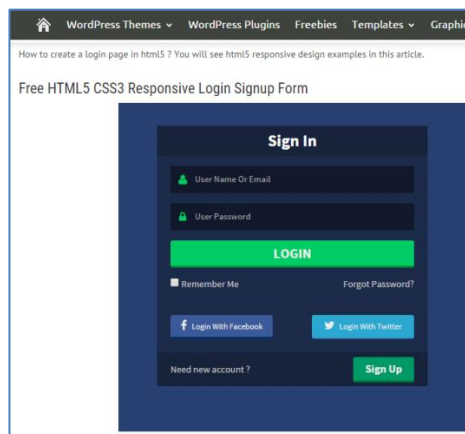 WordPress Themes WordPress Plugins Freebies Templates
How to create a login page in html5 ? You will see html5 responsive design examples in this article.
Free HTML5 CSS3 Responsive Login Signup Form
Sign In
User Name Or Email
User Password
LOGIN
Remember Me Forgot Password?
f Login With Facebook Login With Twitter
Need new account ? Sign Up